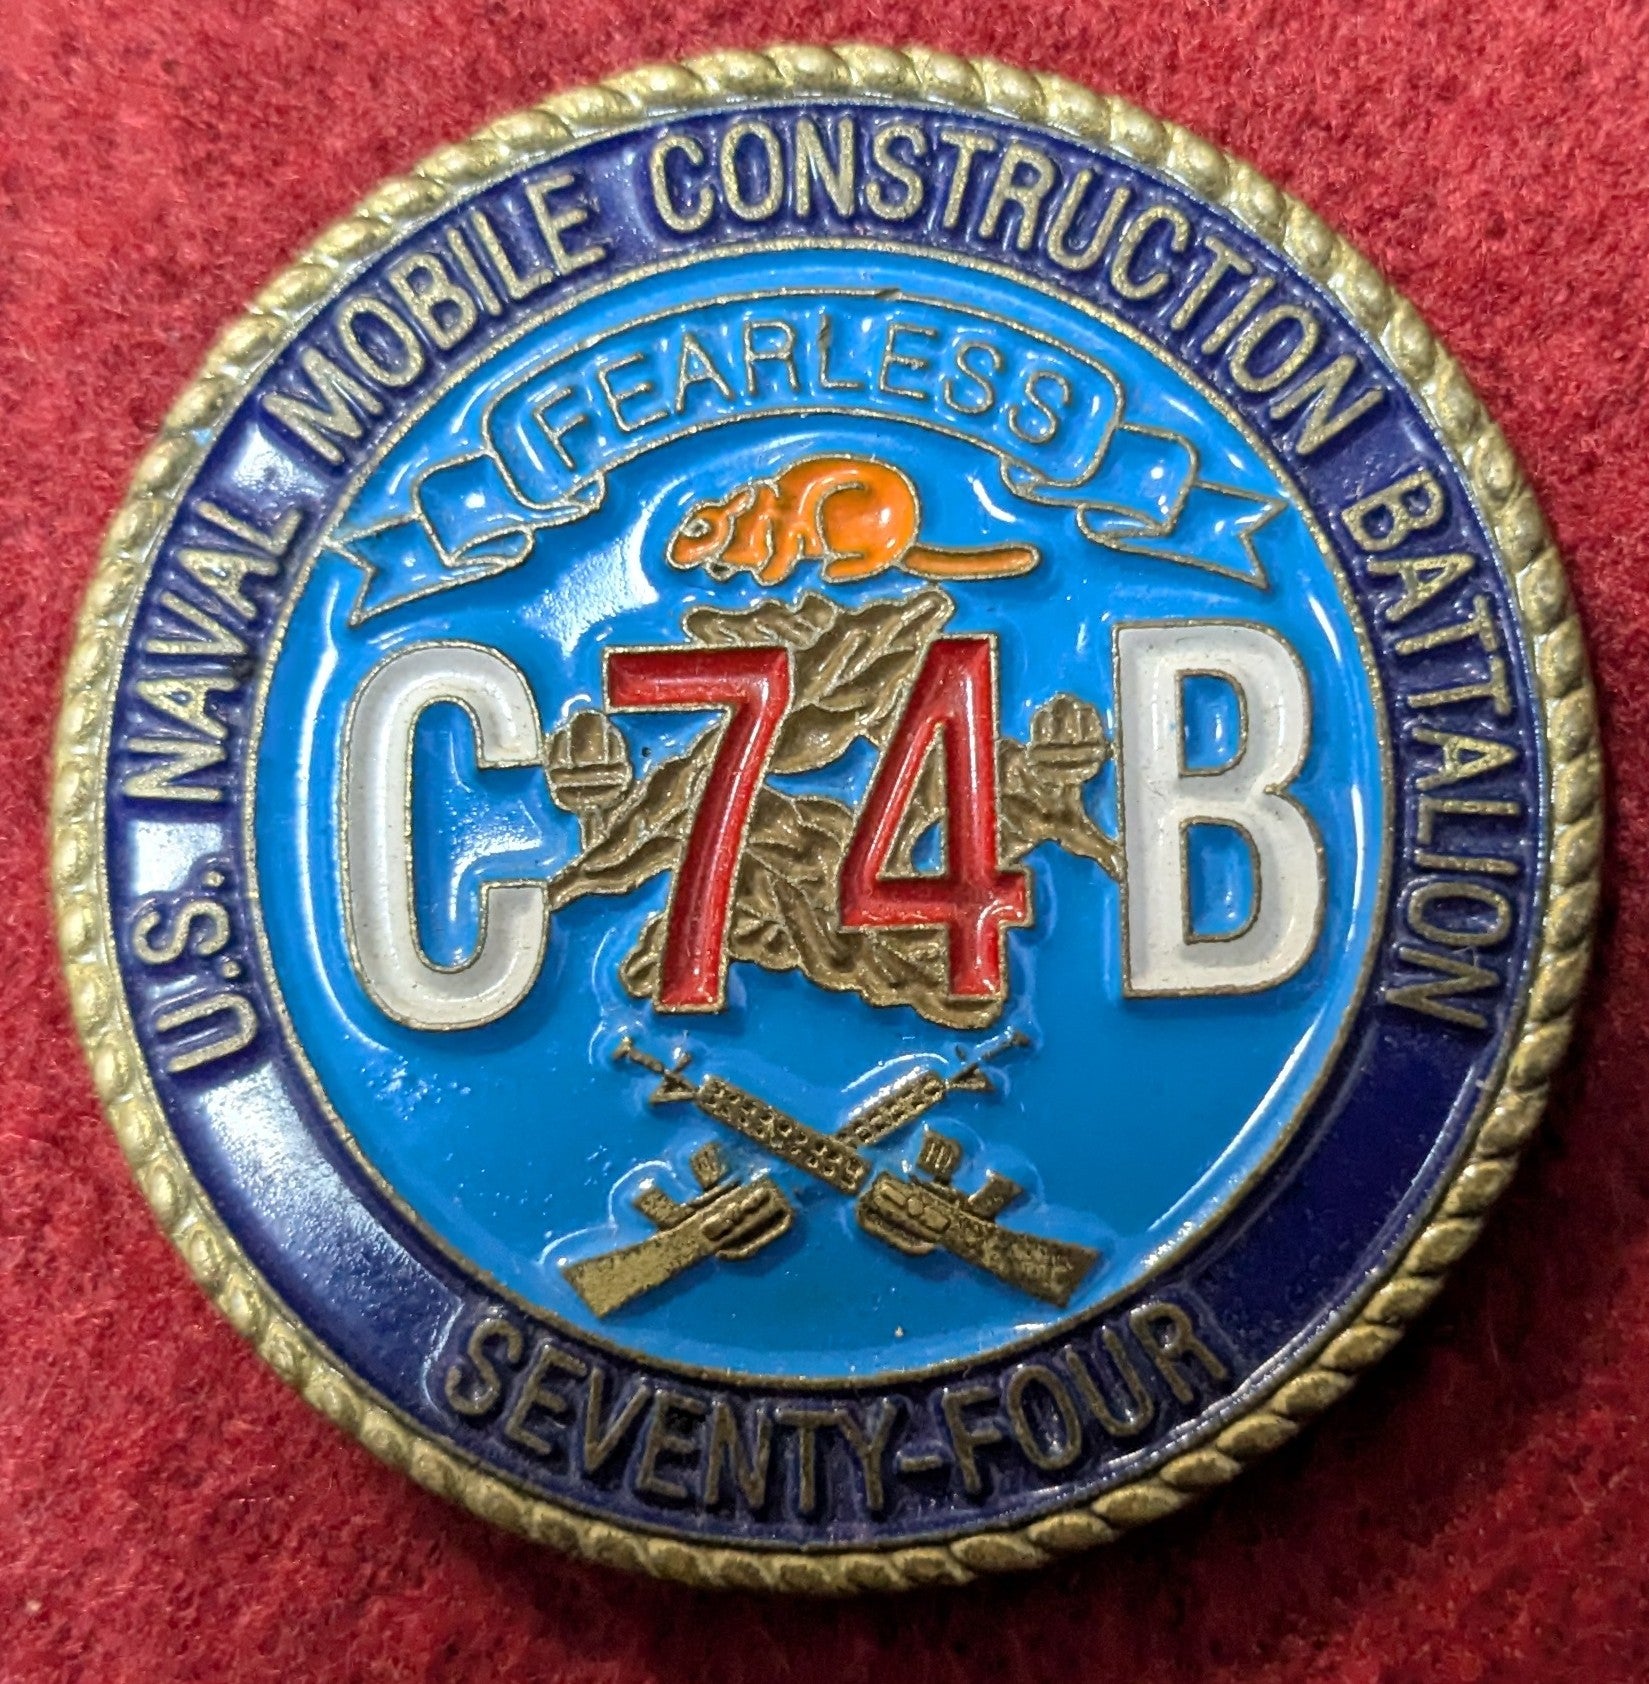 U.S. NAVAL MOBILE CONSTRUCTION BATTALION
FEARLESS
C74B
SEVENTY-FOUR